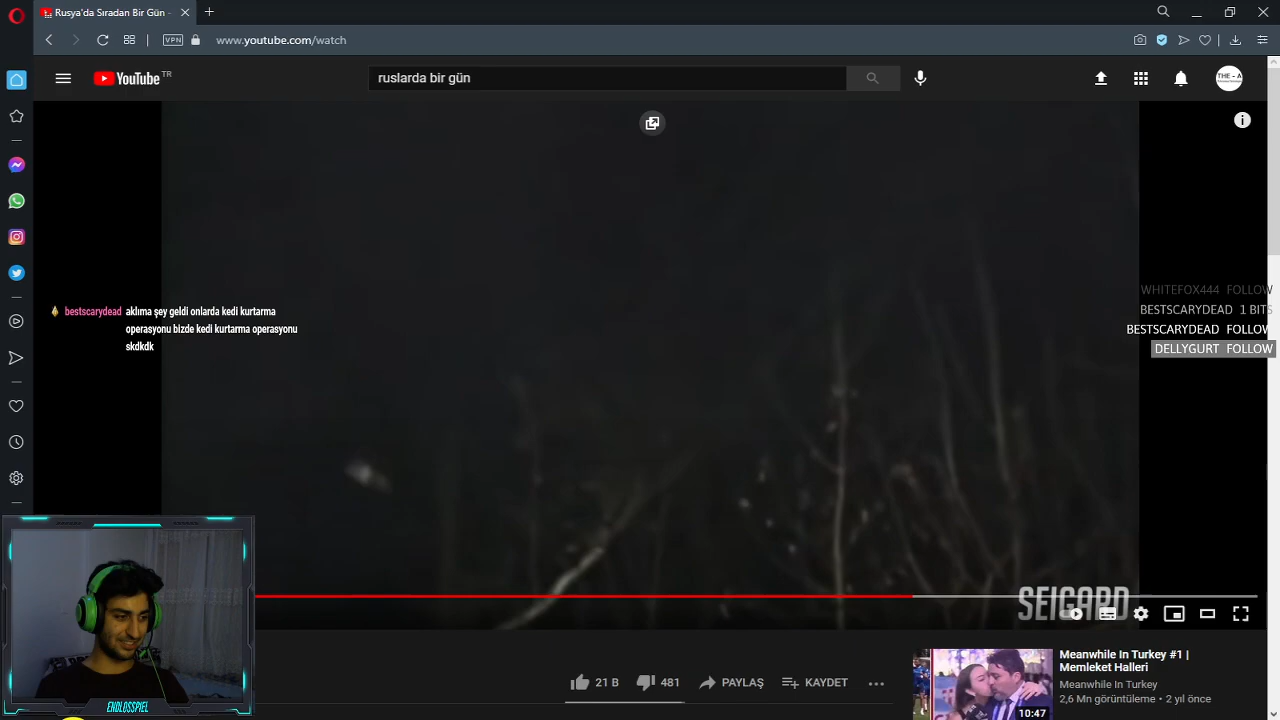 Rusya'da Sıradan Bir Gün -
VPN
www.youtube.com/watch
YouTube TR
ruslarda bir gün
THE - A
WHITEFOX444 FOLLOW
BESTSCARYDEAD 1 BITS
BESTSCARYDEAD FOLLOW
DELLYGURT FOLLOW
bestscarydead aklıma şey geldi onlarda kedi kurtarma
operasyonu bizde kedi kurtarma operasyonu
skdkdk
SEIGARD
ENDLOSSPIEL
21 B
481
PAYLAŞ
KAYDET
10:47
Meanwhile In Turkey #1 |
Memleket Halleri
Meanwhile In Turkey
2,6 Mn görüntüleme • 2 yıl önce